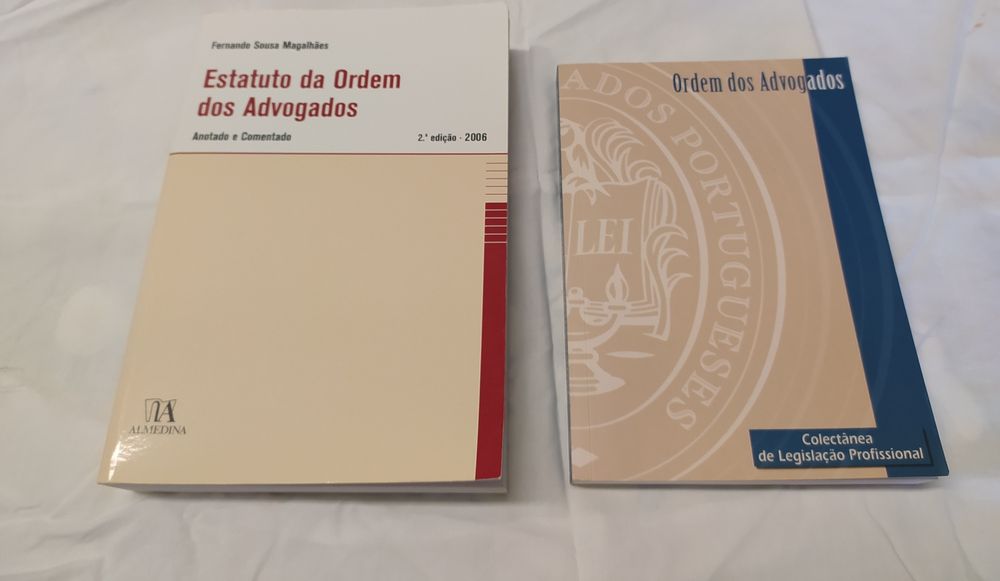 Fernando Sousa Magalhães
Estatuto da Ordem
dos Advogados
Anotado e Comentado
2.ª edição · 2006
ALMEDINA
Ordem dos Advogados
ADOS PORTUGUESES
LEI
Colectânea
de Legislação Profissional